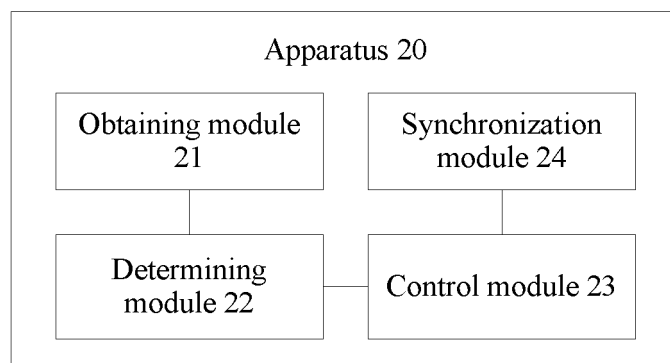 Apparatus 20
Obtaining module
21
Synchronization
module 24
Determining
module 22
Control module 23